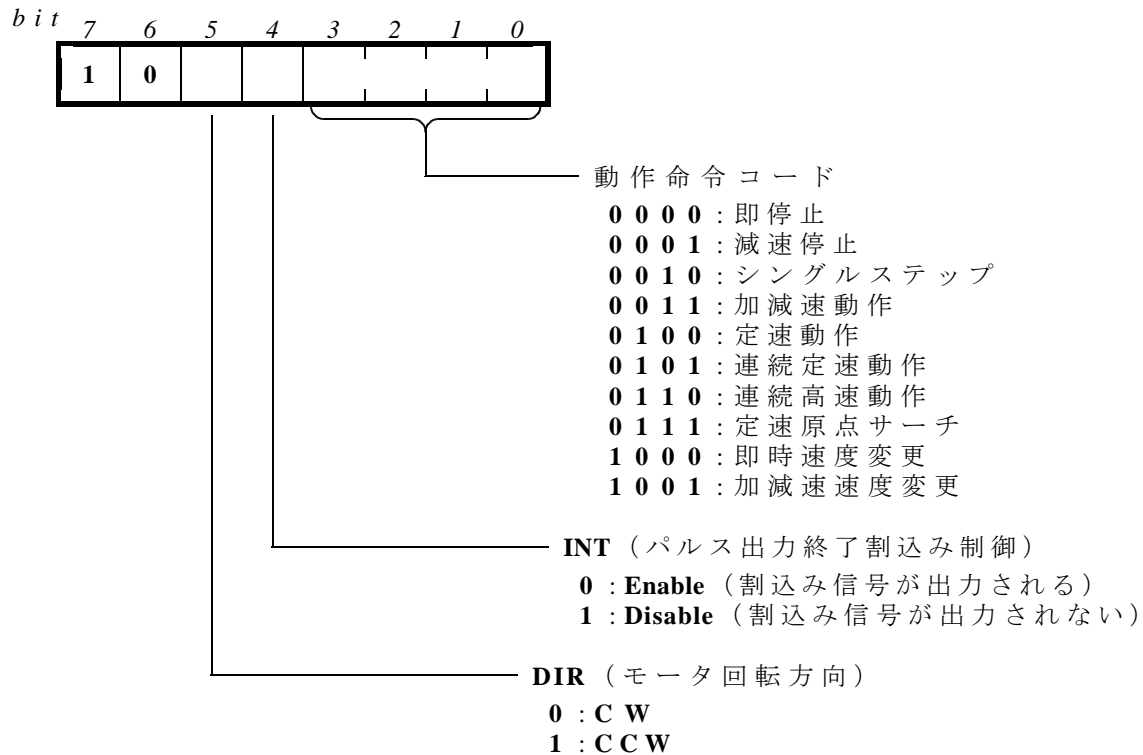 bit 7 6 5 4 3 2 1 0
1 0
動作命令コード
0000:即停止
0001:減速停止
0010:シングルステップ
0011:加減速動作
0100:定速動作
0101:連続定速動作
0110:連続高速動作
0111:定速原点サーチ
1000:即時速度変更
1001:加減速速度変更
INT(パルス出力終了割込み制御)
0:Enable(割込み信号が出力される)
1:Disable(割込み信号が出力されない)
DIR(モータ回転方向)
0:CW
1:CCW